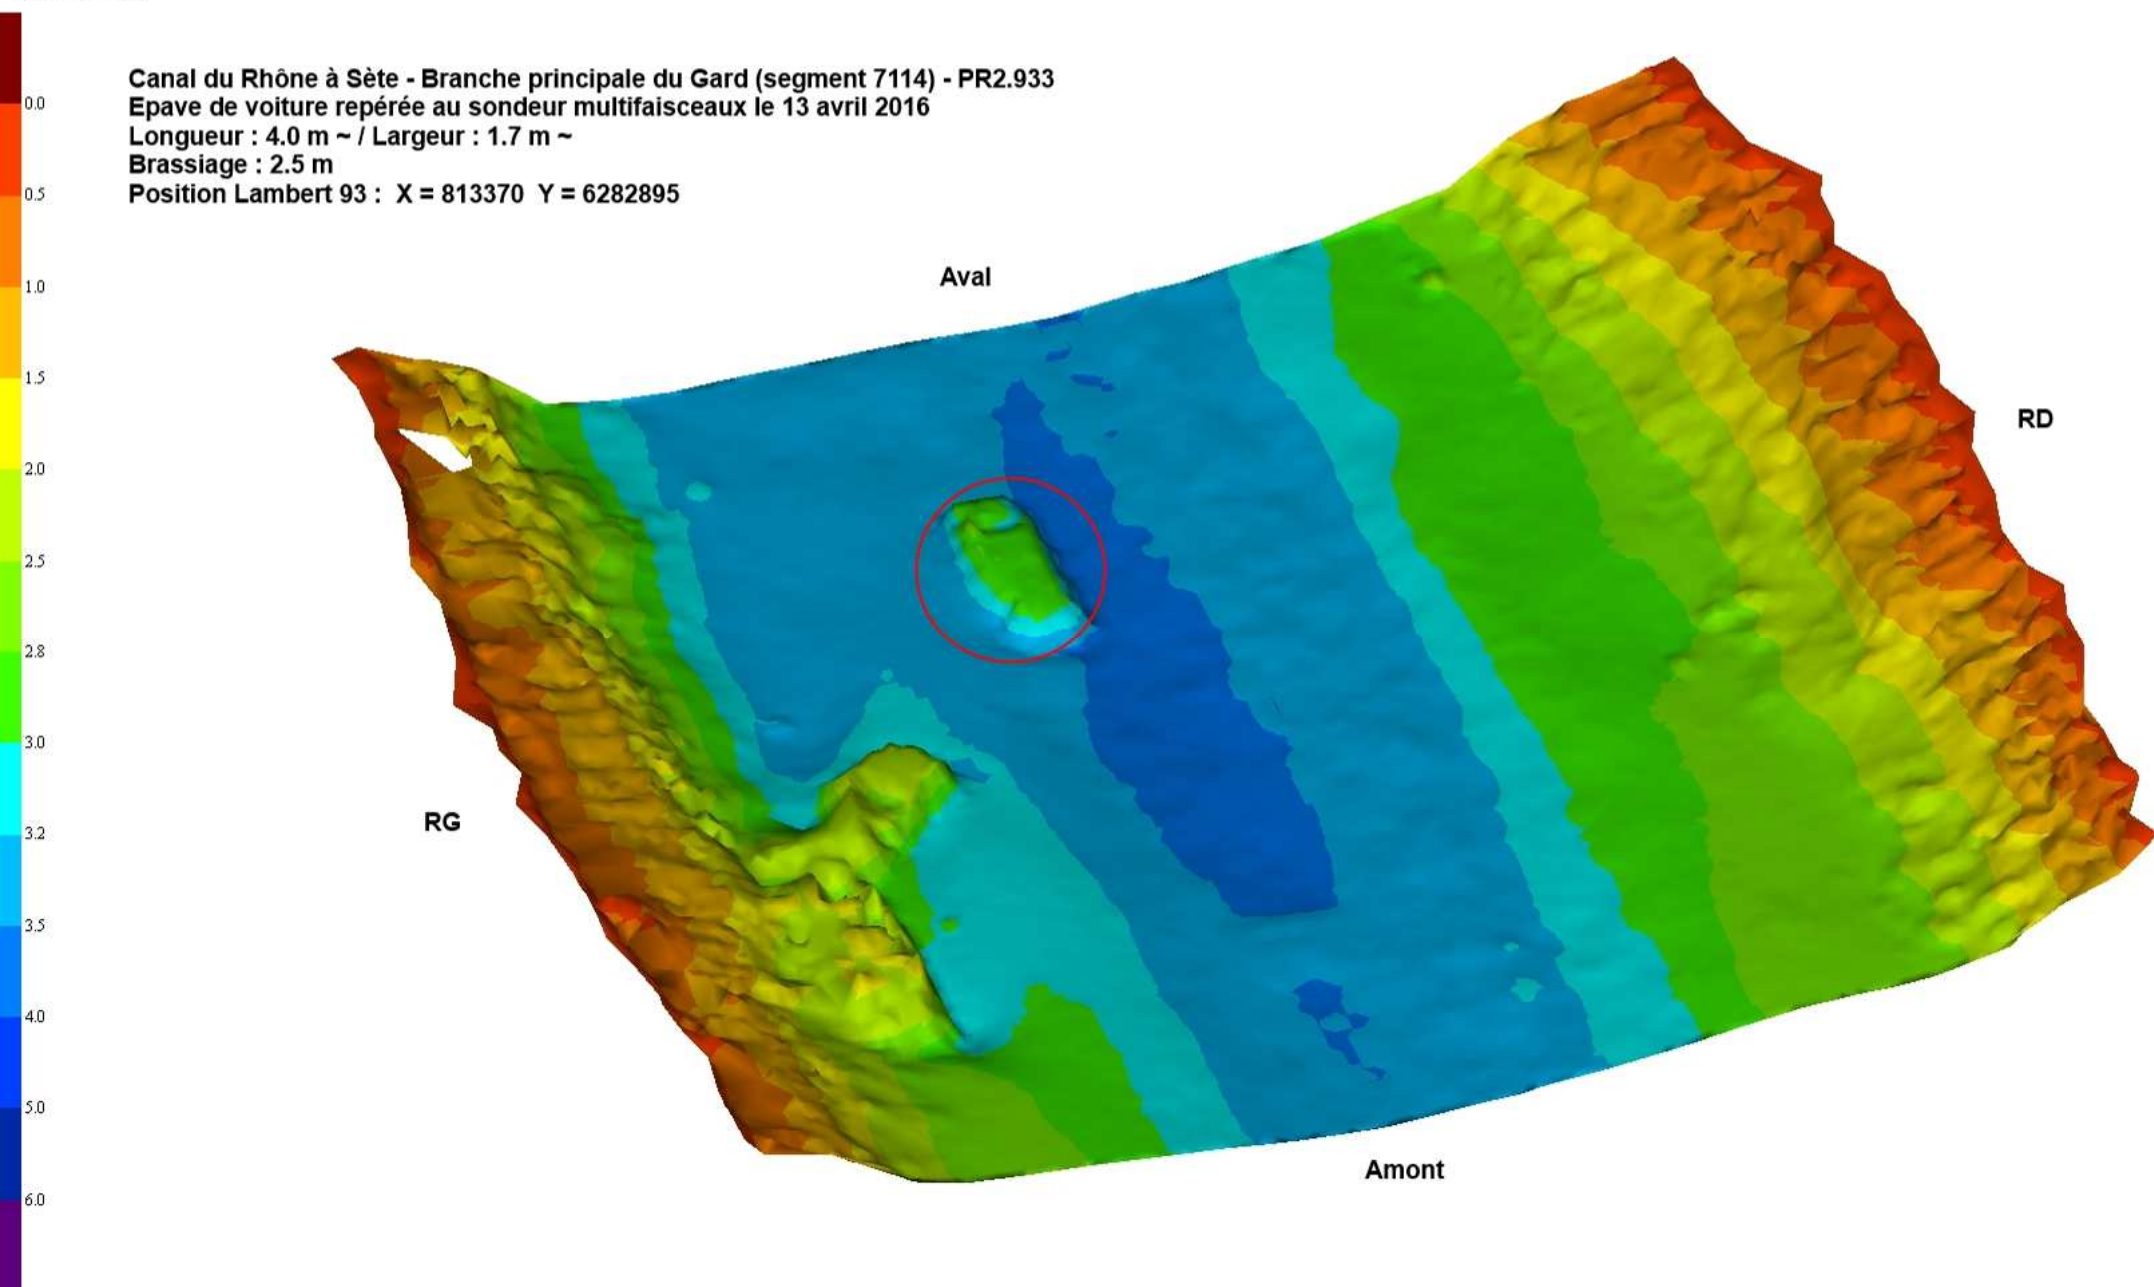 Canal du Rhône à Sète - Branche principale du Gard (segment 7114) - PR2.933
Epave de voiture repérée au sondeur multifaisceaux le 13 avril 2016
Longueur : 4.0 m ~ / Largeur : 1.7 m ~
Brassiage : 2.5 m
Position Lambert 93 : X = 813370 Y = 6282895
Aval
RD
RG
Amont
0.0
0.5
1.0
1.5
2.0
2.5
2.8
3.0
3.2
3.5
4.0
5.0
6.0